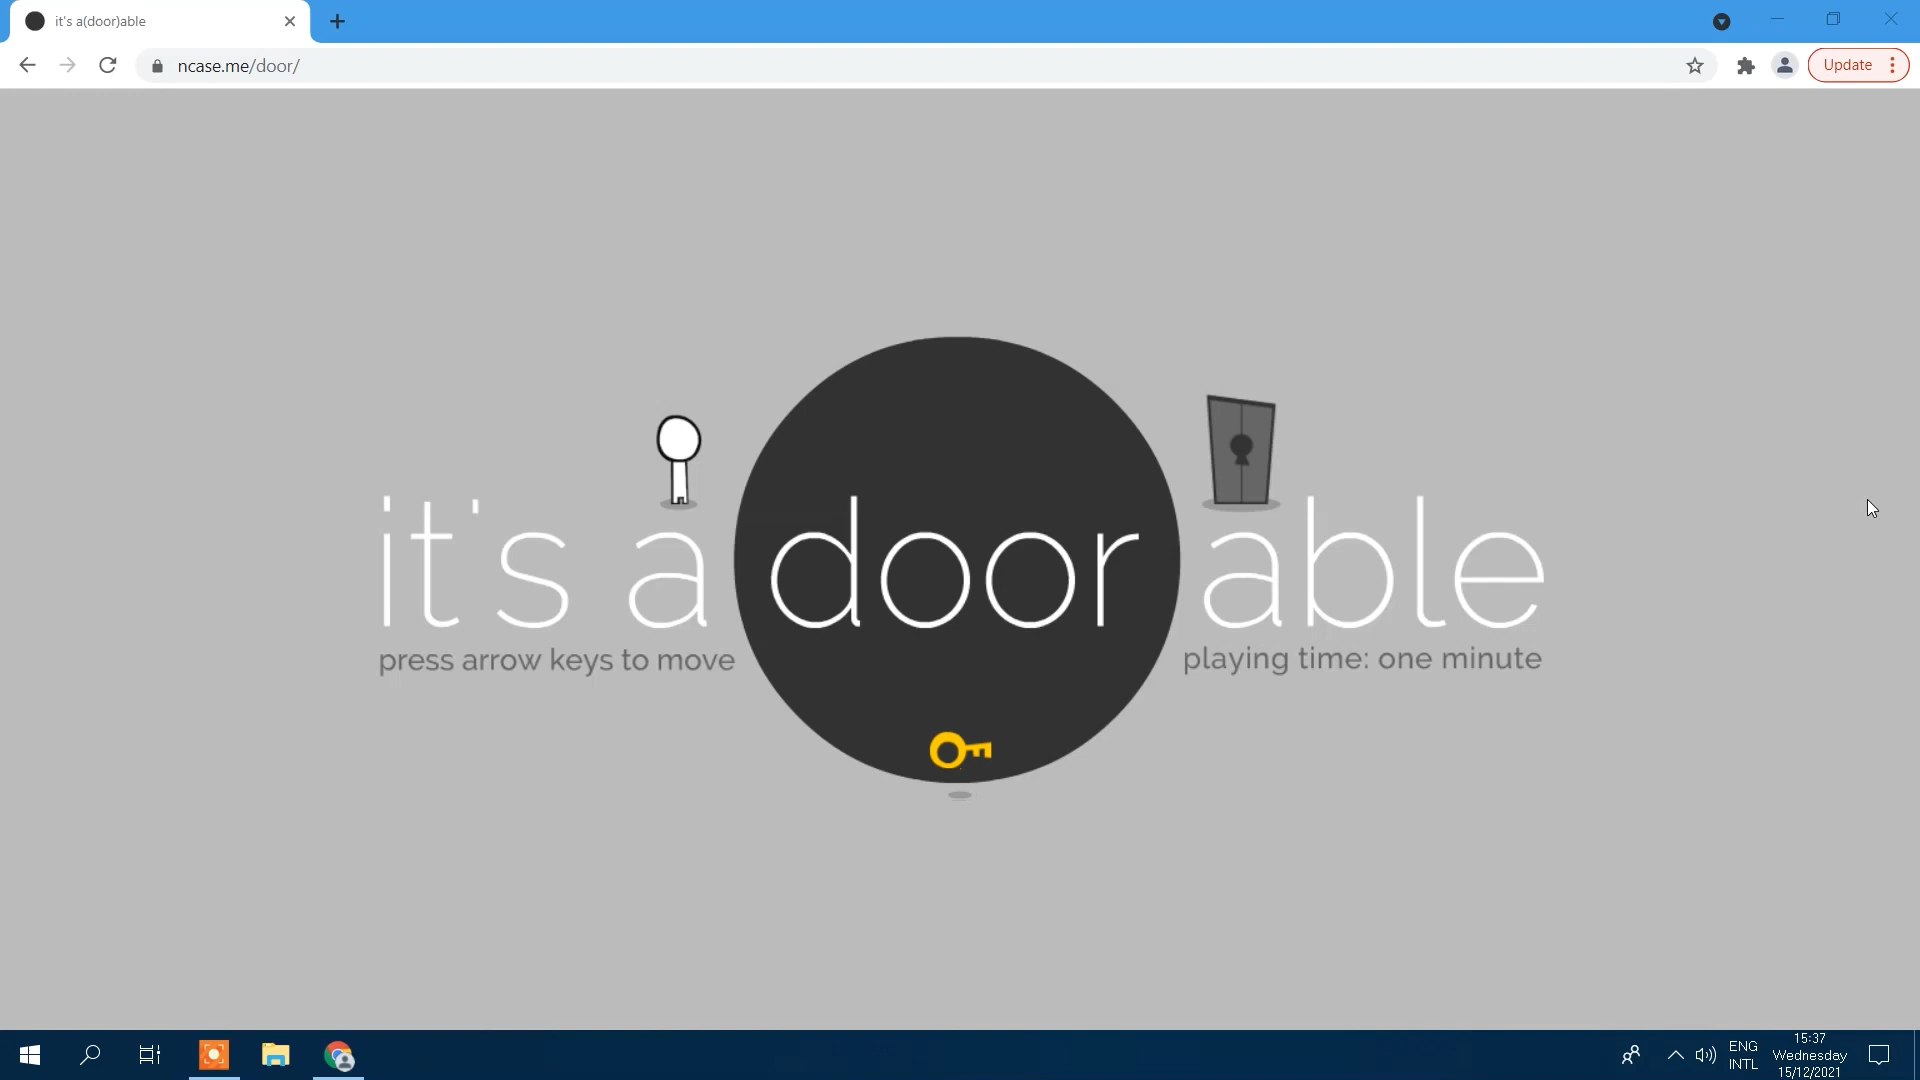 it's a(door)able
ncase.me/door/
Update
it's a door able
press arrow keys to move
playing time: one minute
ENG
INTL
15:37
Wednesday
15/12/2021